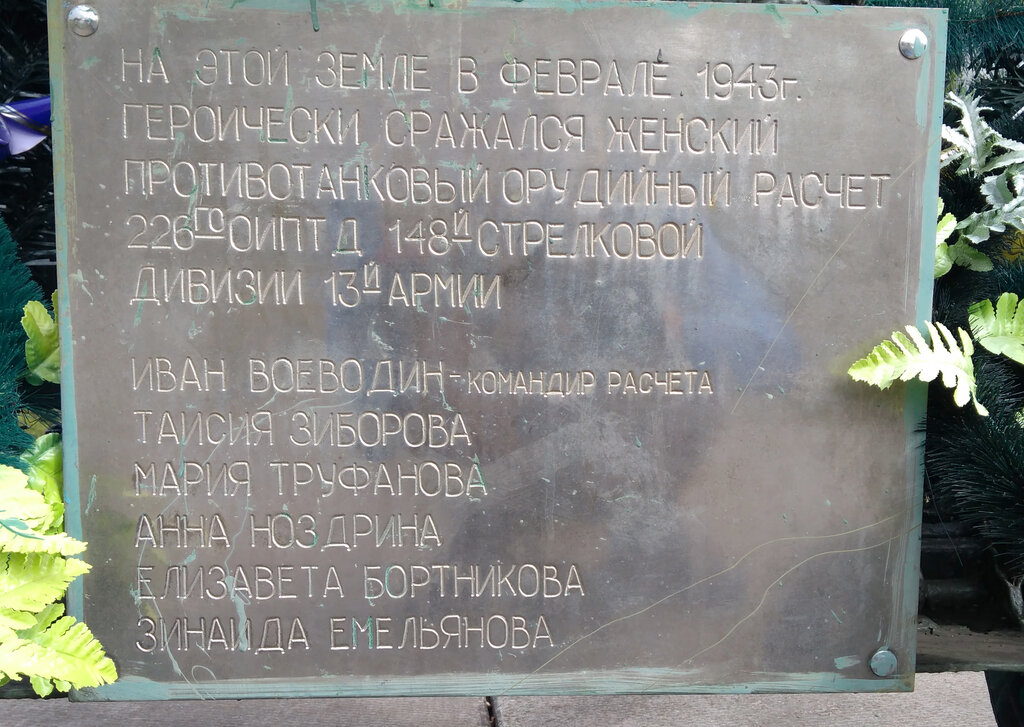 НА ЭТОЙ ЗЕМЛЕ В ФЕВРАЛЕ 1943г.
ГЕРОИЧЕСКИ СРАЖАЛСЯ ЖЕНСКИЙ
ПРОТИВОТАНКОВЫЙ ОРУДИЙНЫЙ РАСЧЕТ
226ГО ОИПТД 148Й СТРЕЛКОВОЙ
ДИВИЗИИ 13Й АРМИИ
ИВАН ВОЕВОДИН - КОМАНДИР РАСЧЕТА
ТАИСИЯ ЗИБОРОВА
МАРИЯ ТРУФАНОВА
АННА НОЗДРИНА
ЕЛИЗАВЕТА БОРТНИКОВА
ЗИНАИДА ЕМЕЛЬЯНОВА